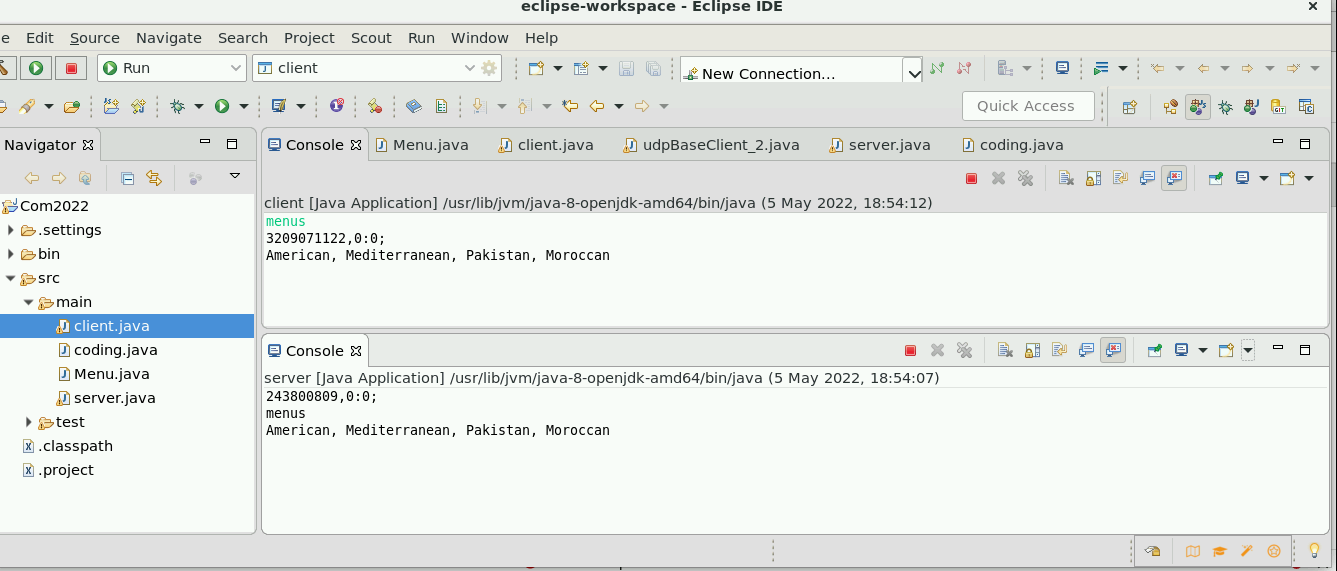 eclipse-workspace - Eclipse IDE
e Edit Source Navigate Search Project Scout Run Window Help
Run client New Connection...
Quick Access
Navigator
Com2022
.settings
bin
src
main
client.java
coding.java
Menu.java
server.java
test
.classpath
.project
Console Menu.java client.java udpBaseClient_2.java server.java coding.java
client [Java Application] /usr/lib/jvm/java-8-openjdk-amd64/bin/java (5 May 2022, 18:54:12)
menus
3209071122,0:0;
American, Mediterranean, Pakistan, Moroccan
Console
server [Java Application] /usr/lib/jvm/java-8-openjdk-amd64/bin/java (5 May 2022, 18:54:07)
243800809,0:0;
menus
American, Mediterranean, Pakistan, Moroccan